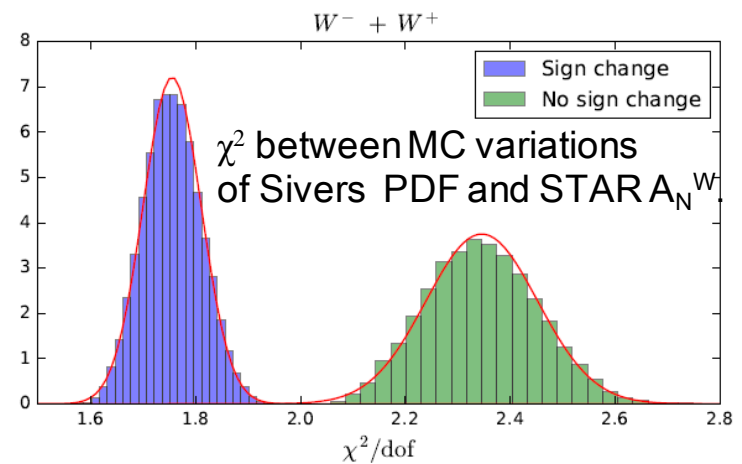 W⁻ + W⁺
8
7
6
5
4
3
2
1
0
Sign change
No sign change
χ² between MC variations
of Sivers PDF and STAR A_N^W.
1.6 1.8 2.0 2.2 2.4 2.6 2.8
χ²/dof